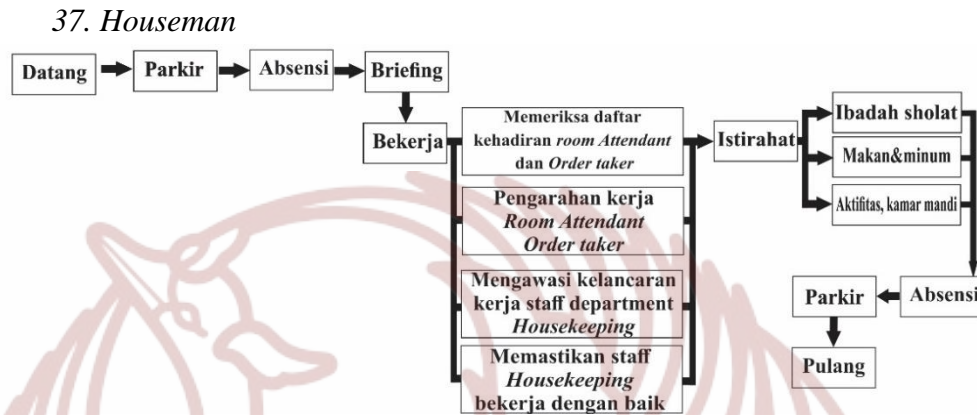 37. Houseman
Datang
Parkir
Absensi
Briefing
Bekerja
Memeriksa daftar
kehadiran room Attendant
dan Order taker
Pengarahan kerja
Room Attendant
Order taker
Mengawasi kelancaran
kerja staff department
Housekeeping
Memastikan staff
Housekeeping
bekerja dengan baik
Istirahat
Ibadah sholat
Makan&minum
Aktifitas, kamar mandi
Absensi
Parkir
Pulang